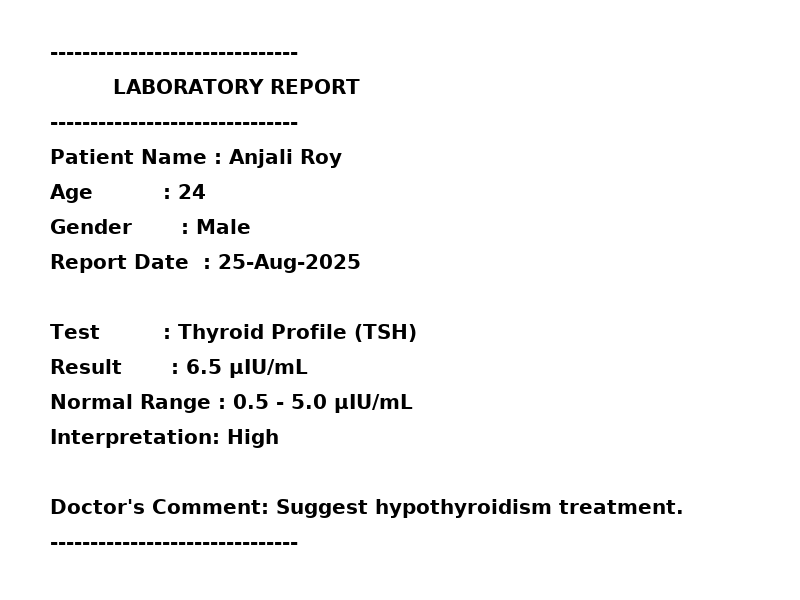 -------------------------------
LABORATORY REPORT
-------------------------------
Patient Name : Anjali Roy
Age : 24
Gender : Male
Report Date : 25-Aug-2025
Test : Thyroid Profile (TSH)
Result : 6.5 µIU/mL
Normal Range : 0.5 - 5.0 µIU/mL
Interpretation: High
Doctor's Comment: Suggest hypothyroidism treatment.
-------------------------------